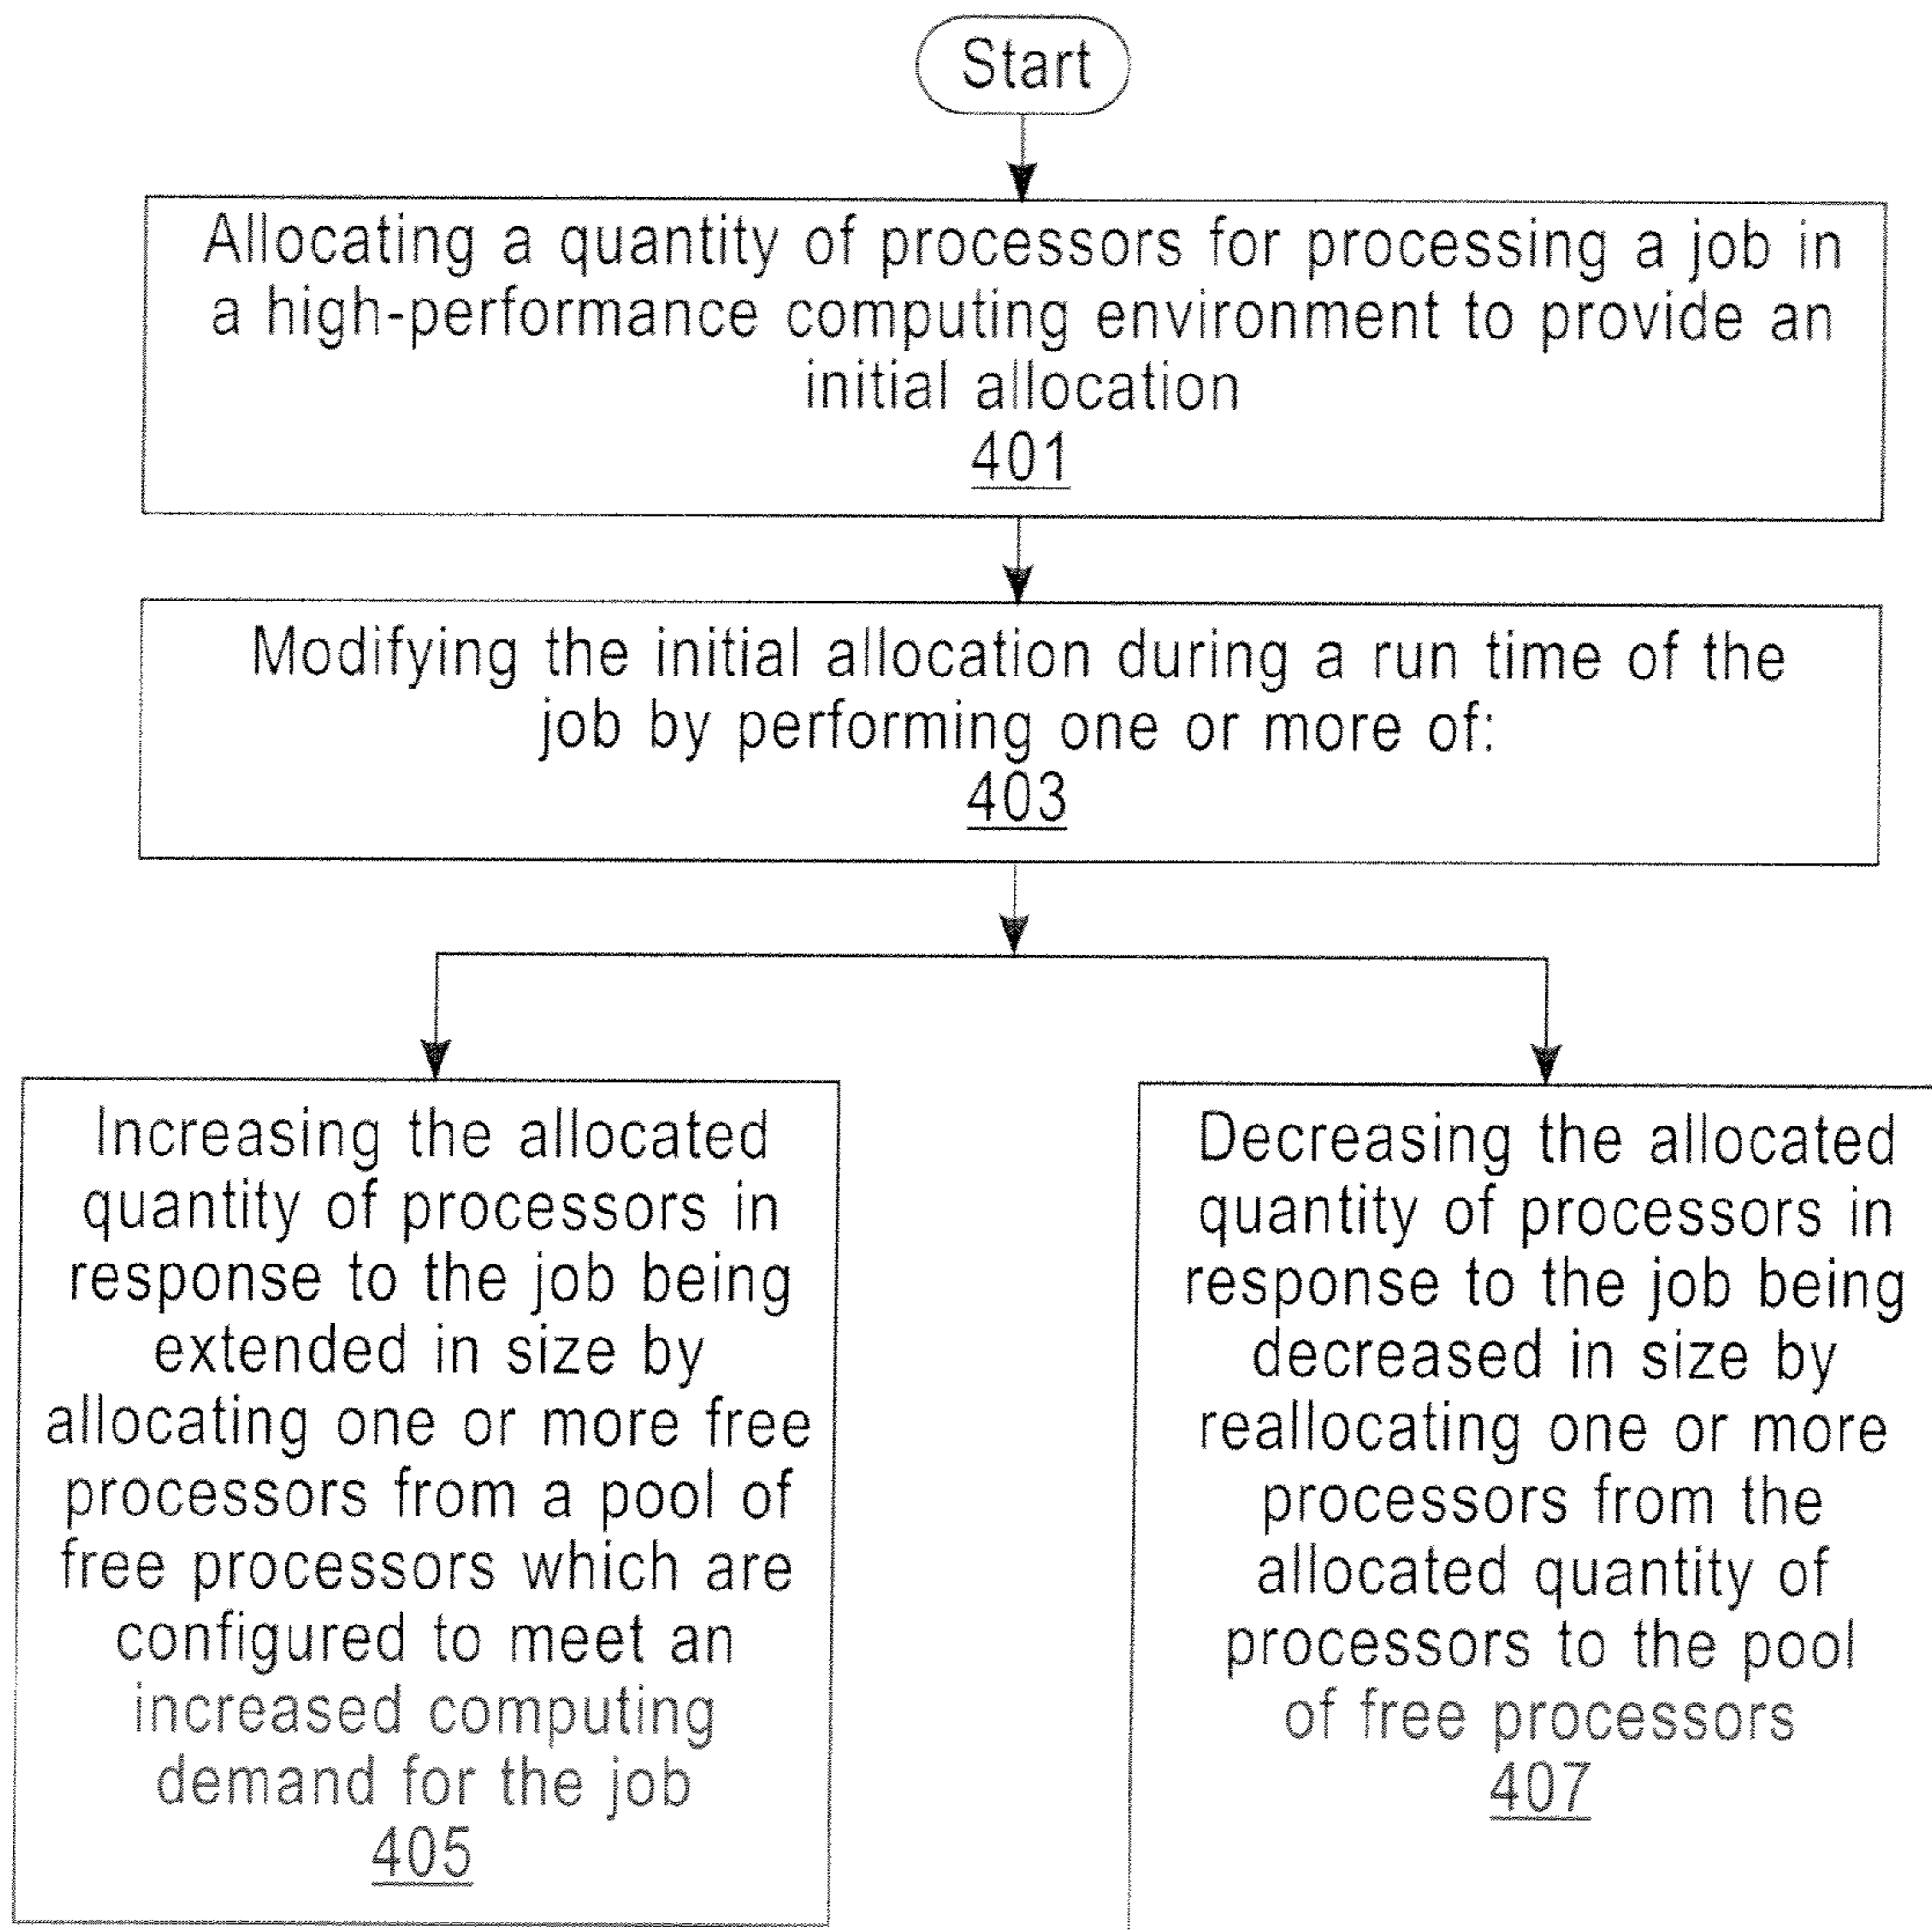 Start
Allocating a quantity of processors for processing a job in
a high-performance computing environment to provide an
initial allocation
401
Modifying the initial allocation during a run time of the
job by performing one or more of:
403
Increasing the allocated
quantity of processors in
response to the job being
extended in size by
allocating one or more free
processors from a pool of
free processors which are
configured to meet an
increased computing
demand for the job
405
Decreasing the allocated
quantity of processors in
response to the job being
decreased in size by
reallocating one or more
processors from the
allocated quantity of
processors to the pool
of free processors
407